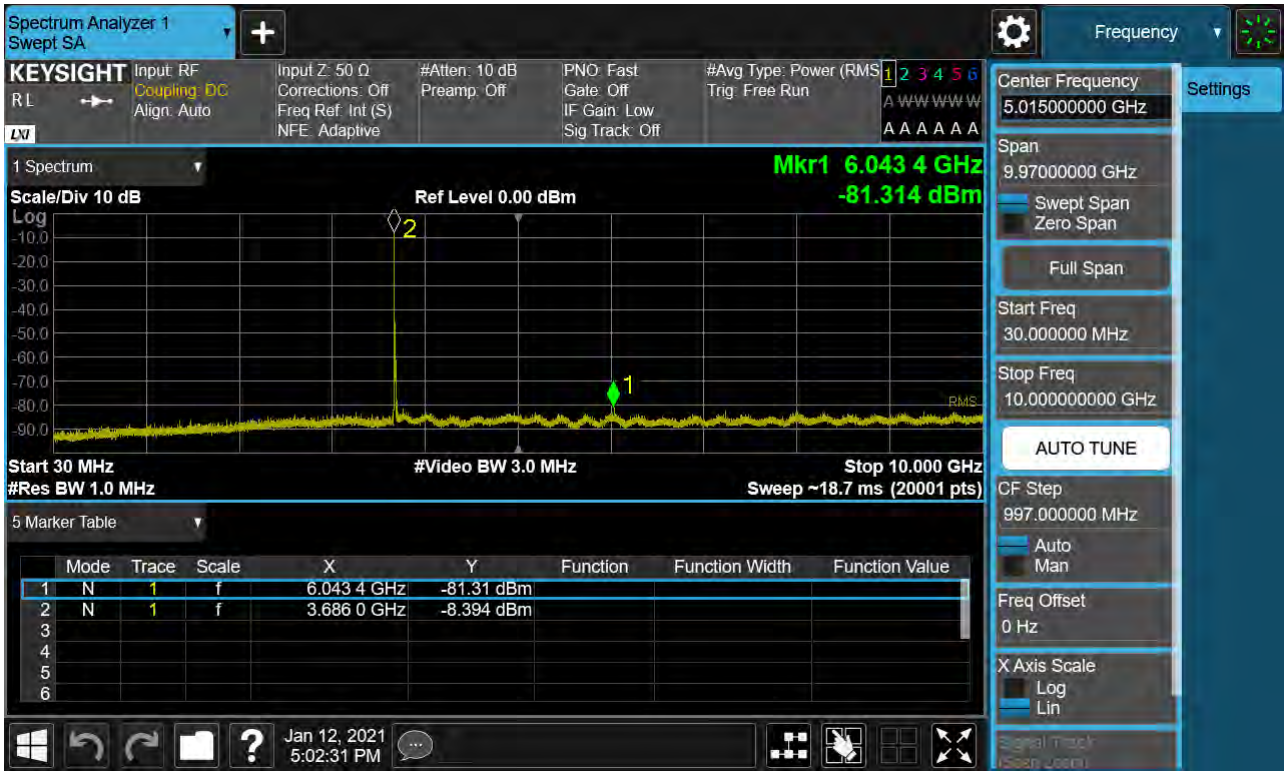 Spectrum Analyzer 1
Swept SA
+
Frequency
KEYSIGHT
RL
LXI
Input: RF
Coupling: DC
Align: Auto
Input Z: 50 Ω
Corrections: Off
Freq Ref: Int (S)
NFE: Adaptive
#Atten: 10 dB
Preamp: Off
PNO: Fast
Gate: Off
IF Gain: Low
Sig Track: Off
#Avg Type: Power (RMS
Trig: Free Run
1 2 3 4 5 6
A W W W W W
A A A A A A
1 Spectrum
Mkr1 6.043 4 GHz
Scale/Div 10 dB
Ref Level 0.00 dBm
-81.314 dBm
Log
-10.0
-20.0
-30.0
-40.0
-50.0
-60.0
-70.0
-80.0
-90.0
2
1
RMS
Start 30 MHz
#Video BW 3.0 MHz
Stop 10.000 GHz
#Res BW 1.0 MHz
Sweep ~18.7 ms (20001 pts)
5 Marker Table
Mode Trace Scale X Y Function Function Width Function Value
1 N 1 f 6.043 4 GHz -81.31 dBm
2 N 1 f 3.686 0 GHz -8.394 dBm
3
4
5
6
?
Jan 12, 2021
5:02:31 PM
Center Frequency
5.015000000 GHz
Settings
Span
9.97000000 GHz
Swept Span
Zero Span
Full Span
Start Freq
30.000000 MHz
Stop Freq
10.000000000 GHz
AUTO TUNE
CF Step
997.000000 MHz
Auto
Man
Freq Offset
0 Hz
X Axis Scale
Log
Lin
Signal Track
(Span Zoom)